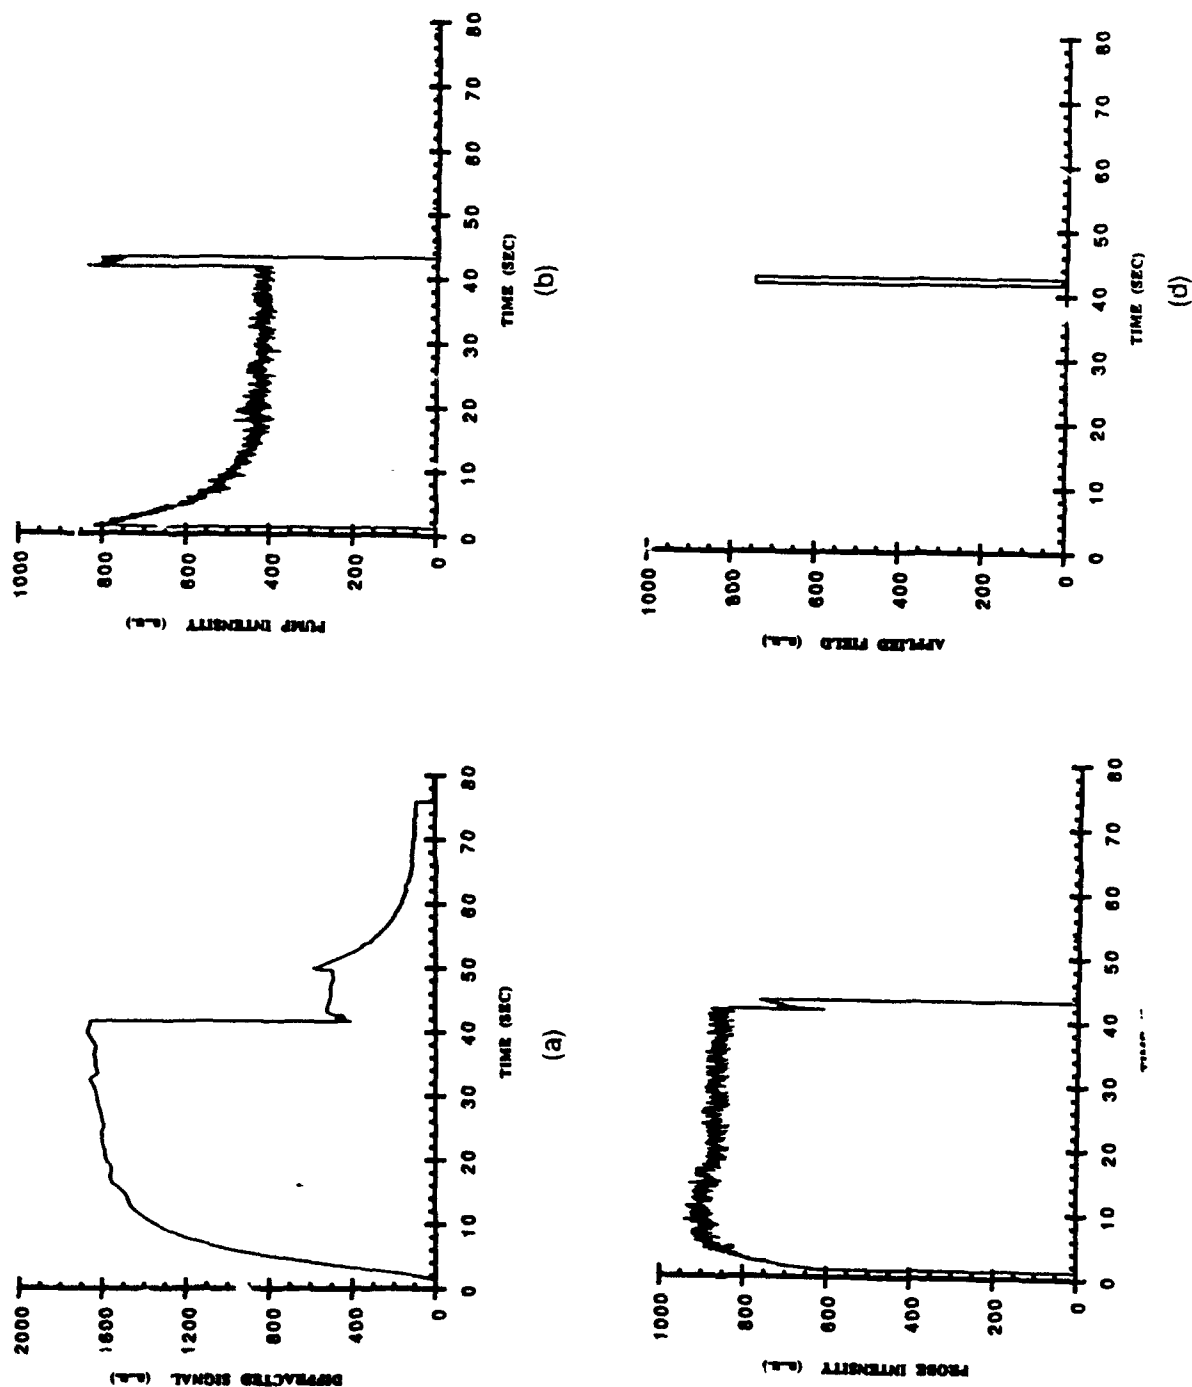 2000
1600
1200
800
400
0
DIFFRACTED SIGNAL (a.u.)
0 10 20 30 40 50 60 70 80
TIME (SEC)
(a)
1000
800
600
400
200
0
PUMP INTENSITY (a.u.)
0 10 20 30 40 50 60 70 80
TIME (SEC)
(b)
1000
800
600
400
200
0
PROBE INTENSITY (a.u.)
0 10 20 30 40 50 60 70 80
1000
800
600
400
200
0
APPLIED FIELD (a.u.)
0 10 20 30 40 50 60 70 80
TIME (SEC)
(d)